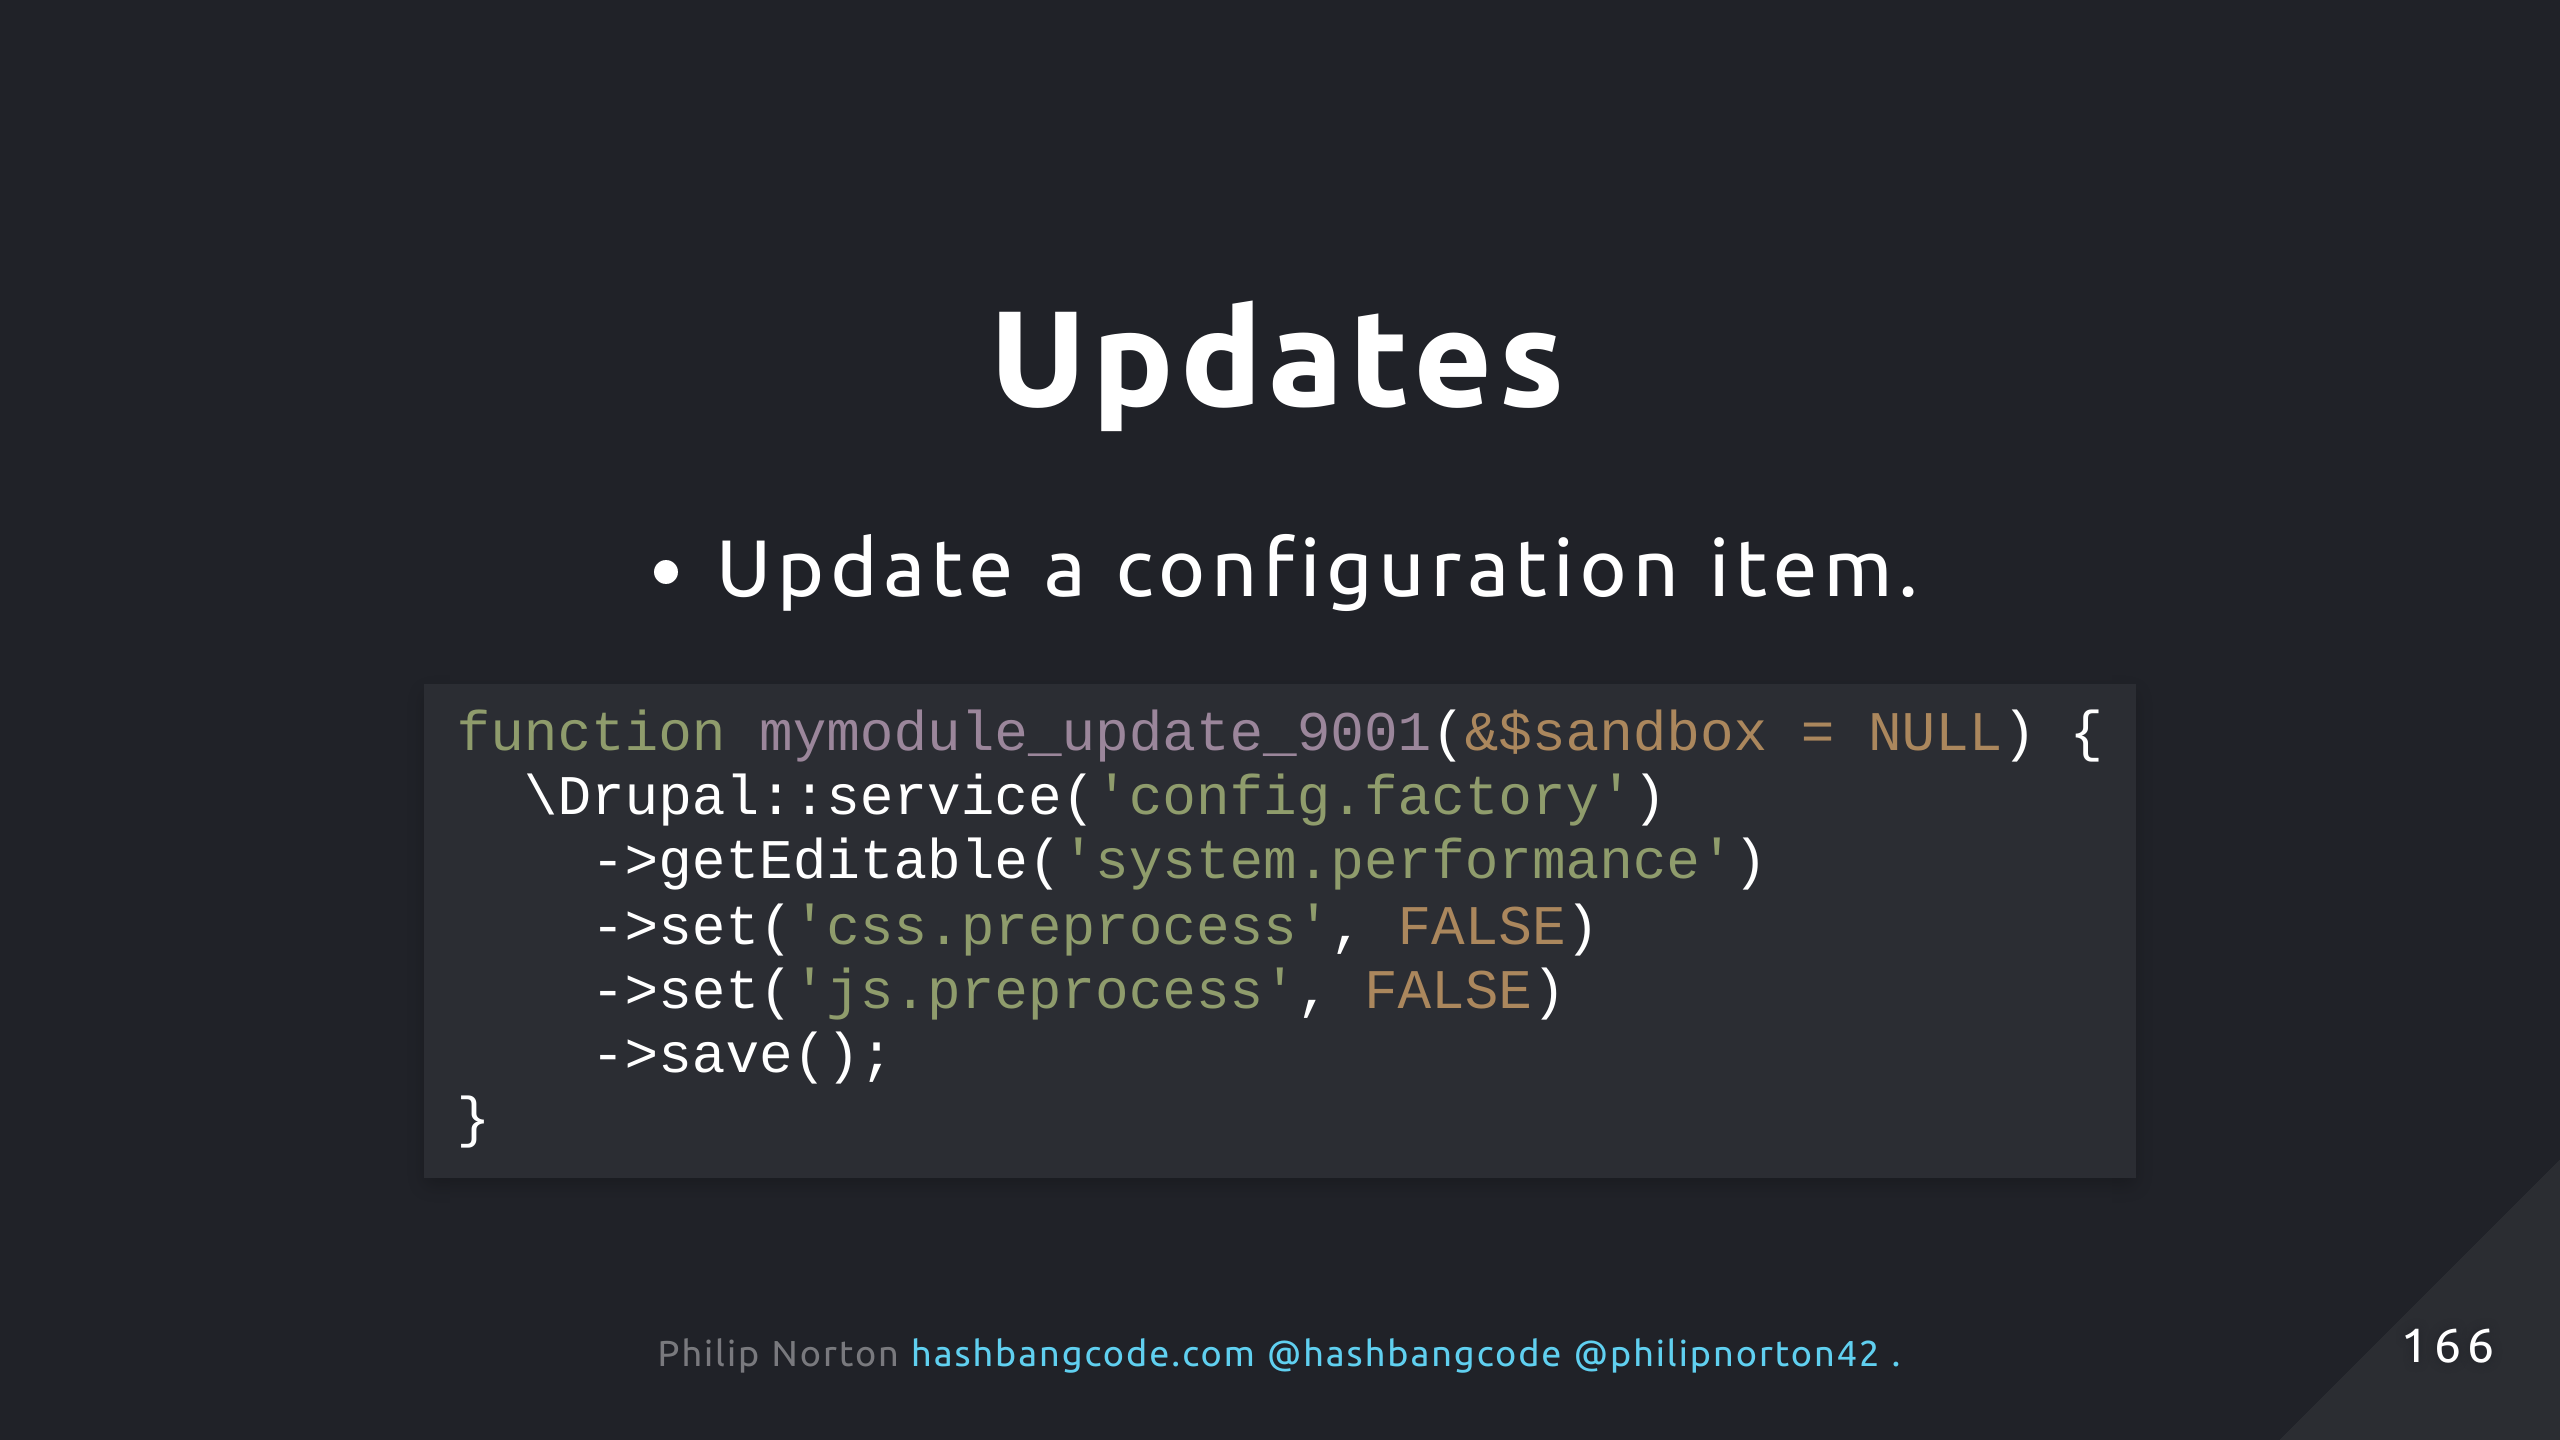 Updates
• Update a configuration item.
function mymodule_update_9001(&$sandbox = NULL) {
  \Drupal::service('config.factory')
    ->getEditable('system.performance')
    ->set('css.preprocess', FALSE)
    ->set('js.preprocess', FALSE)
    ->save();
}
Philip Norton hashbangcode.com @hashbangcode @philipnorton42 .
166